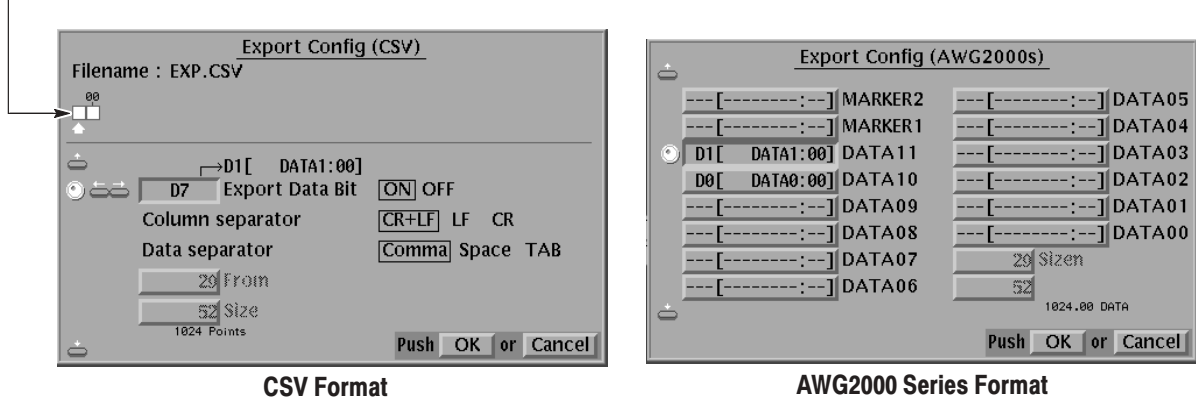 Export Config (CSV)
Filename : EXP.CSV
00
D1[ DATA1:00]
D7 Export Data Bit ON OFF
Column separator CR+LF LF CR
Data separator Comma Space TAB
29 From
52 Size
1024 Points
Push OK or Cancel
CSV Format
Export Config (AWG2000s)
---[--------:--] MARKER2 ---[--------:--] DATA05
---[--------:--] MARKER1 ---[--------:--] DATA04
D1[ DATA1:00] DATA11 ---[--------:--] DATA03
D0[ DATA0:00] DATA10 ---[--------:--] DATA02
---[--------:--] DATA09 ---[--------:--] DATA01
---[--------:--] DATA08 ---[--------:--] DATA00
---[--------:--] DATA07 29 Sizen
---[--------:--] DATA06 52
1024.00 DATA
Push OK or Cancel
AWG2000 Series Format